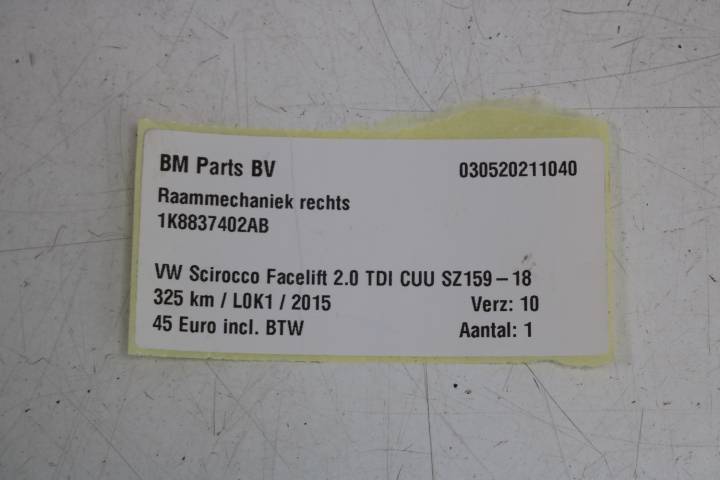 BM Parts BV 030520211040
Raammechaniek rechts
1K8837402AB
VW Scirocco Facelift 2.0 TDI CUU SZ159-18
325 km / L0K1 / 2015 Verz: 10
45 Euro incl. BTW Aantal: 1